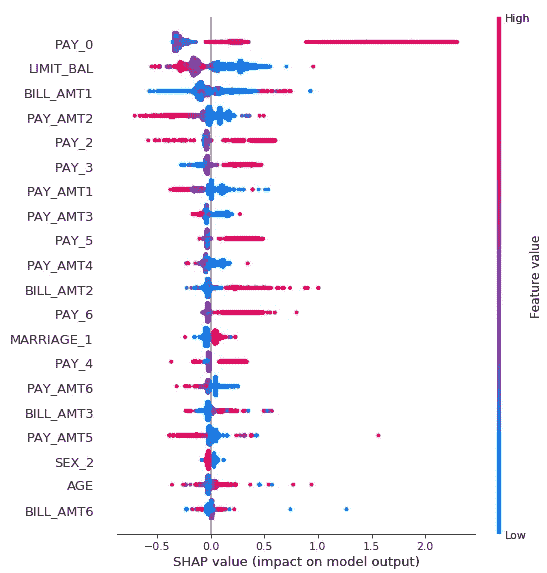 High
PAY_0
LIMIT_BAL
BILL_AMT1
PAY_AMT2
PAY_2
PAY_3
PAY_AMT1
PAY_AMT3
PAY_5
PAY_AMT4
BILL_AMT2
PAY_6
MARRIAGE_1
PAY_4
PAY_AMT6
BILL_AMT3
PAY_AMT5
SEX_2
AGE
BILL_AMT6
Feature value
Low
−0.5 0.0 0.5 1.0 1.5 2.0
SHAP value (impact on model output)